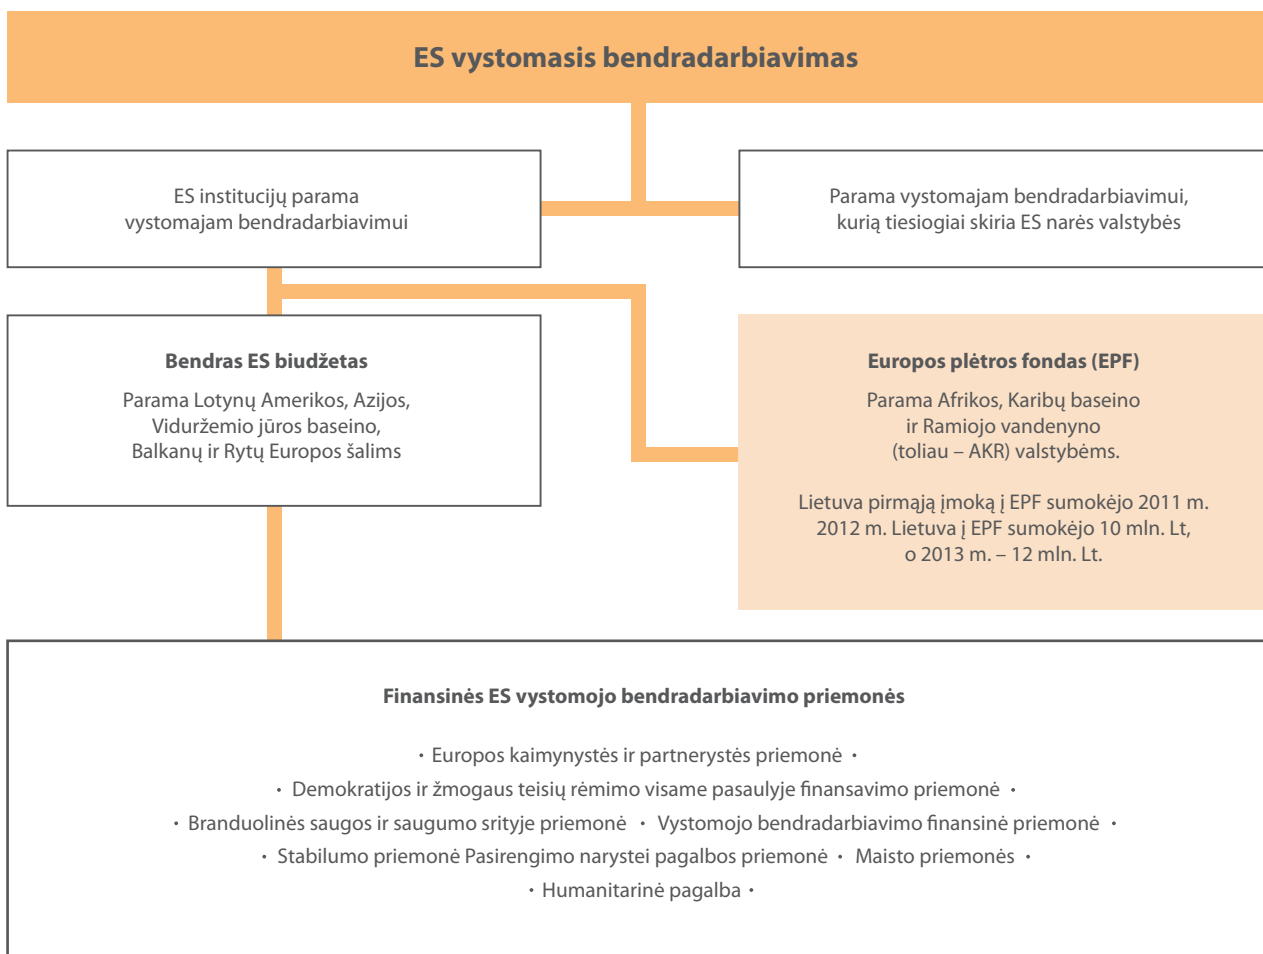 ES vystomasis bendradarbiavimas
ES institucijų parama
vystomajam bendradarbiavimui
Parama vystomajam bendradarbiavimui,
kurią tiesiogiai skiria ES narės valstybės
Bendras ES biudžetas
Parama Lotynų Amerikos, Azijos,
Viduržemio jūros baseino,
Balkanų ir Rytų Europos šalims
Europos plėtros fondas (EPF)
Parama Afrikos, Karibų baseino
ir Ramiojo vandenyno
(toliau – AKR) valstybėms.
Lietuva pirmąją įmoką į EPF sumokėjo 2011 m.
2012 m. Lietuva į EPF sumokėjo 10 mln. Lt,
o 2013 m. – 12 mln. Lt.
Finansinės ES vystomojo bendradarbiavimo priemonės
• Europos kaimynystės ir partnerystės priemonė •
• Demokratijos ir žmogaus teisių rėmimo visame pasaulyje finansavimo priemonė •
• Branduolinės saugos ir saugumo srityje priemonė • Vystomojo bendradarbiavimo finansinė priemonė •
• Stabilumo priemonė Pasirengimo narystei pagalbos priemonė • Maisto priemonės •
• Humanitarinė pagalba •